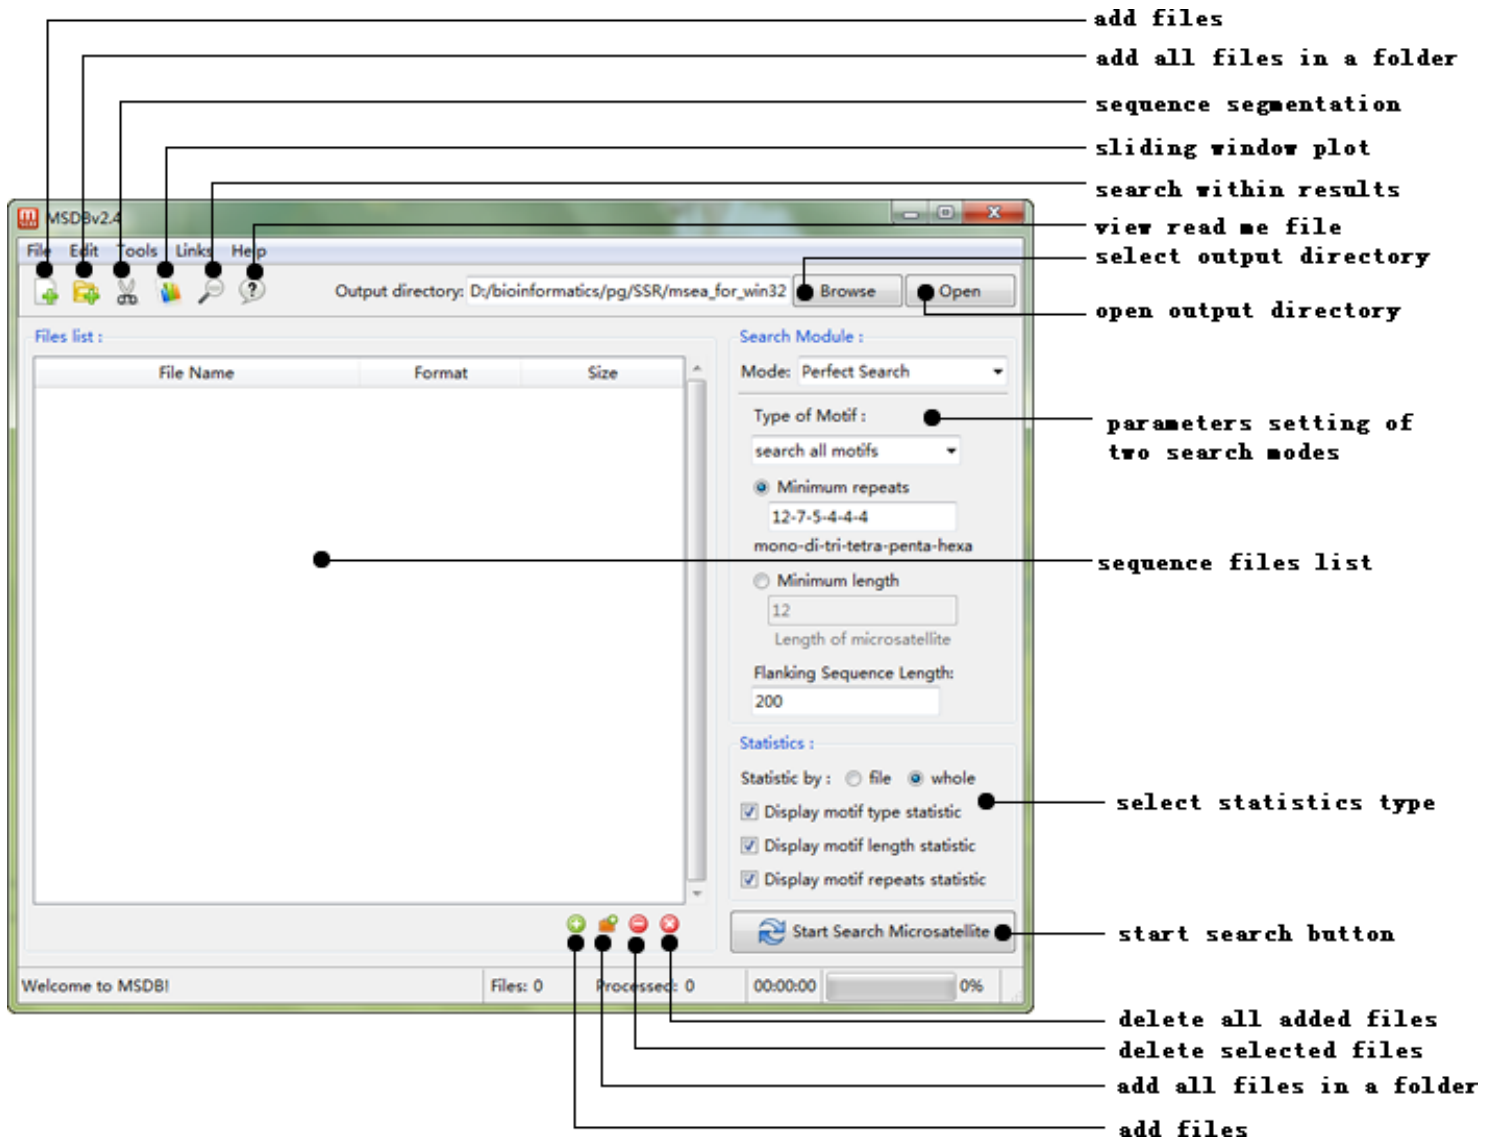 add files
add all files in a folder
sequence segmentation
sliding window plot
search within results
view read me file
select output directory
open output directory
MSDBv2.4
File Edit Tools Links Help
Output directory: D:/bioinformatics/pg/SSR/msea_for_win32 Browse Open
Files list :
File Name Format Size
Search Module :
Mode: Perfect Search
Type of Motif :
search all motifs
Minimum repeats
12-7-5-4-4-4
mono-di-tri-tetra-penta-hexa
Minimum length
12
Length of microsatellite
Flanking Sequence Length:
200
parameters setting of
two search modes
sequence files list
Statistics :
Statistic by : file whole
Display motif type statistic
Display motif length statistic
Display motif repeats statistic
select statistics type
Start Search Microsatellite
start search button
Welcome to MSDB! Files: 0 Processed: 0 00:00:00 0%
delete all added files
delete selected files
add all files in a folder
add files